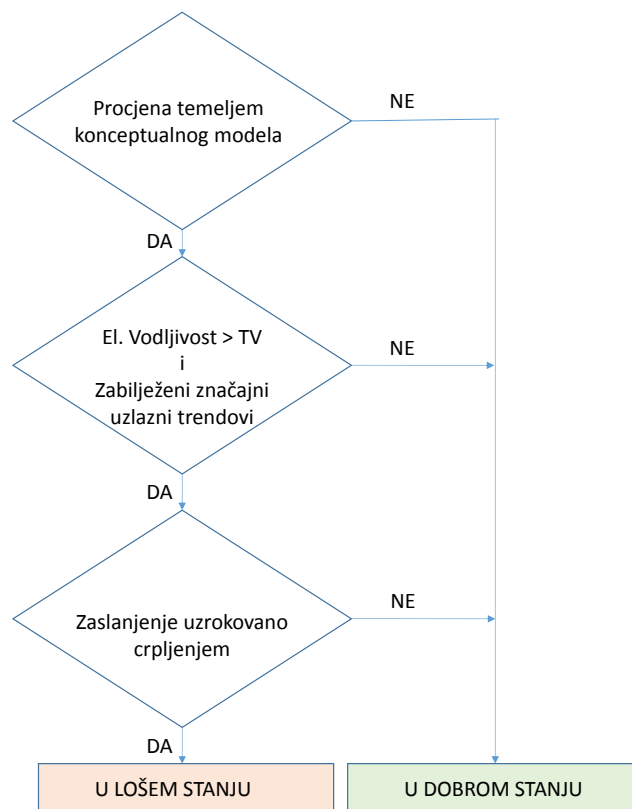 Procjena temeljem
konceptualnog modela
NE
DA
El. Vodljivost > TV
i
Zabilježeni značajni
uzlazni trendovi
NE
DA
Zaslanjenje uzrokovano
crpljenjem
NE
DA
U LOŠEM STANJU
U DOBROM STANJU